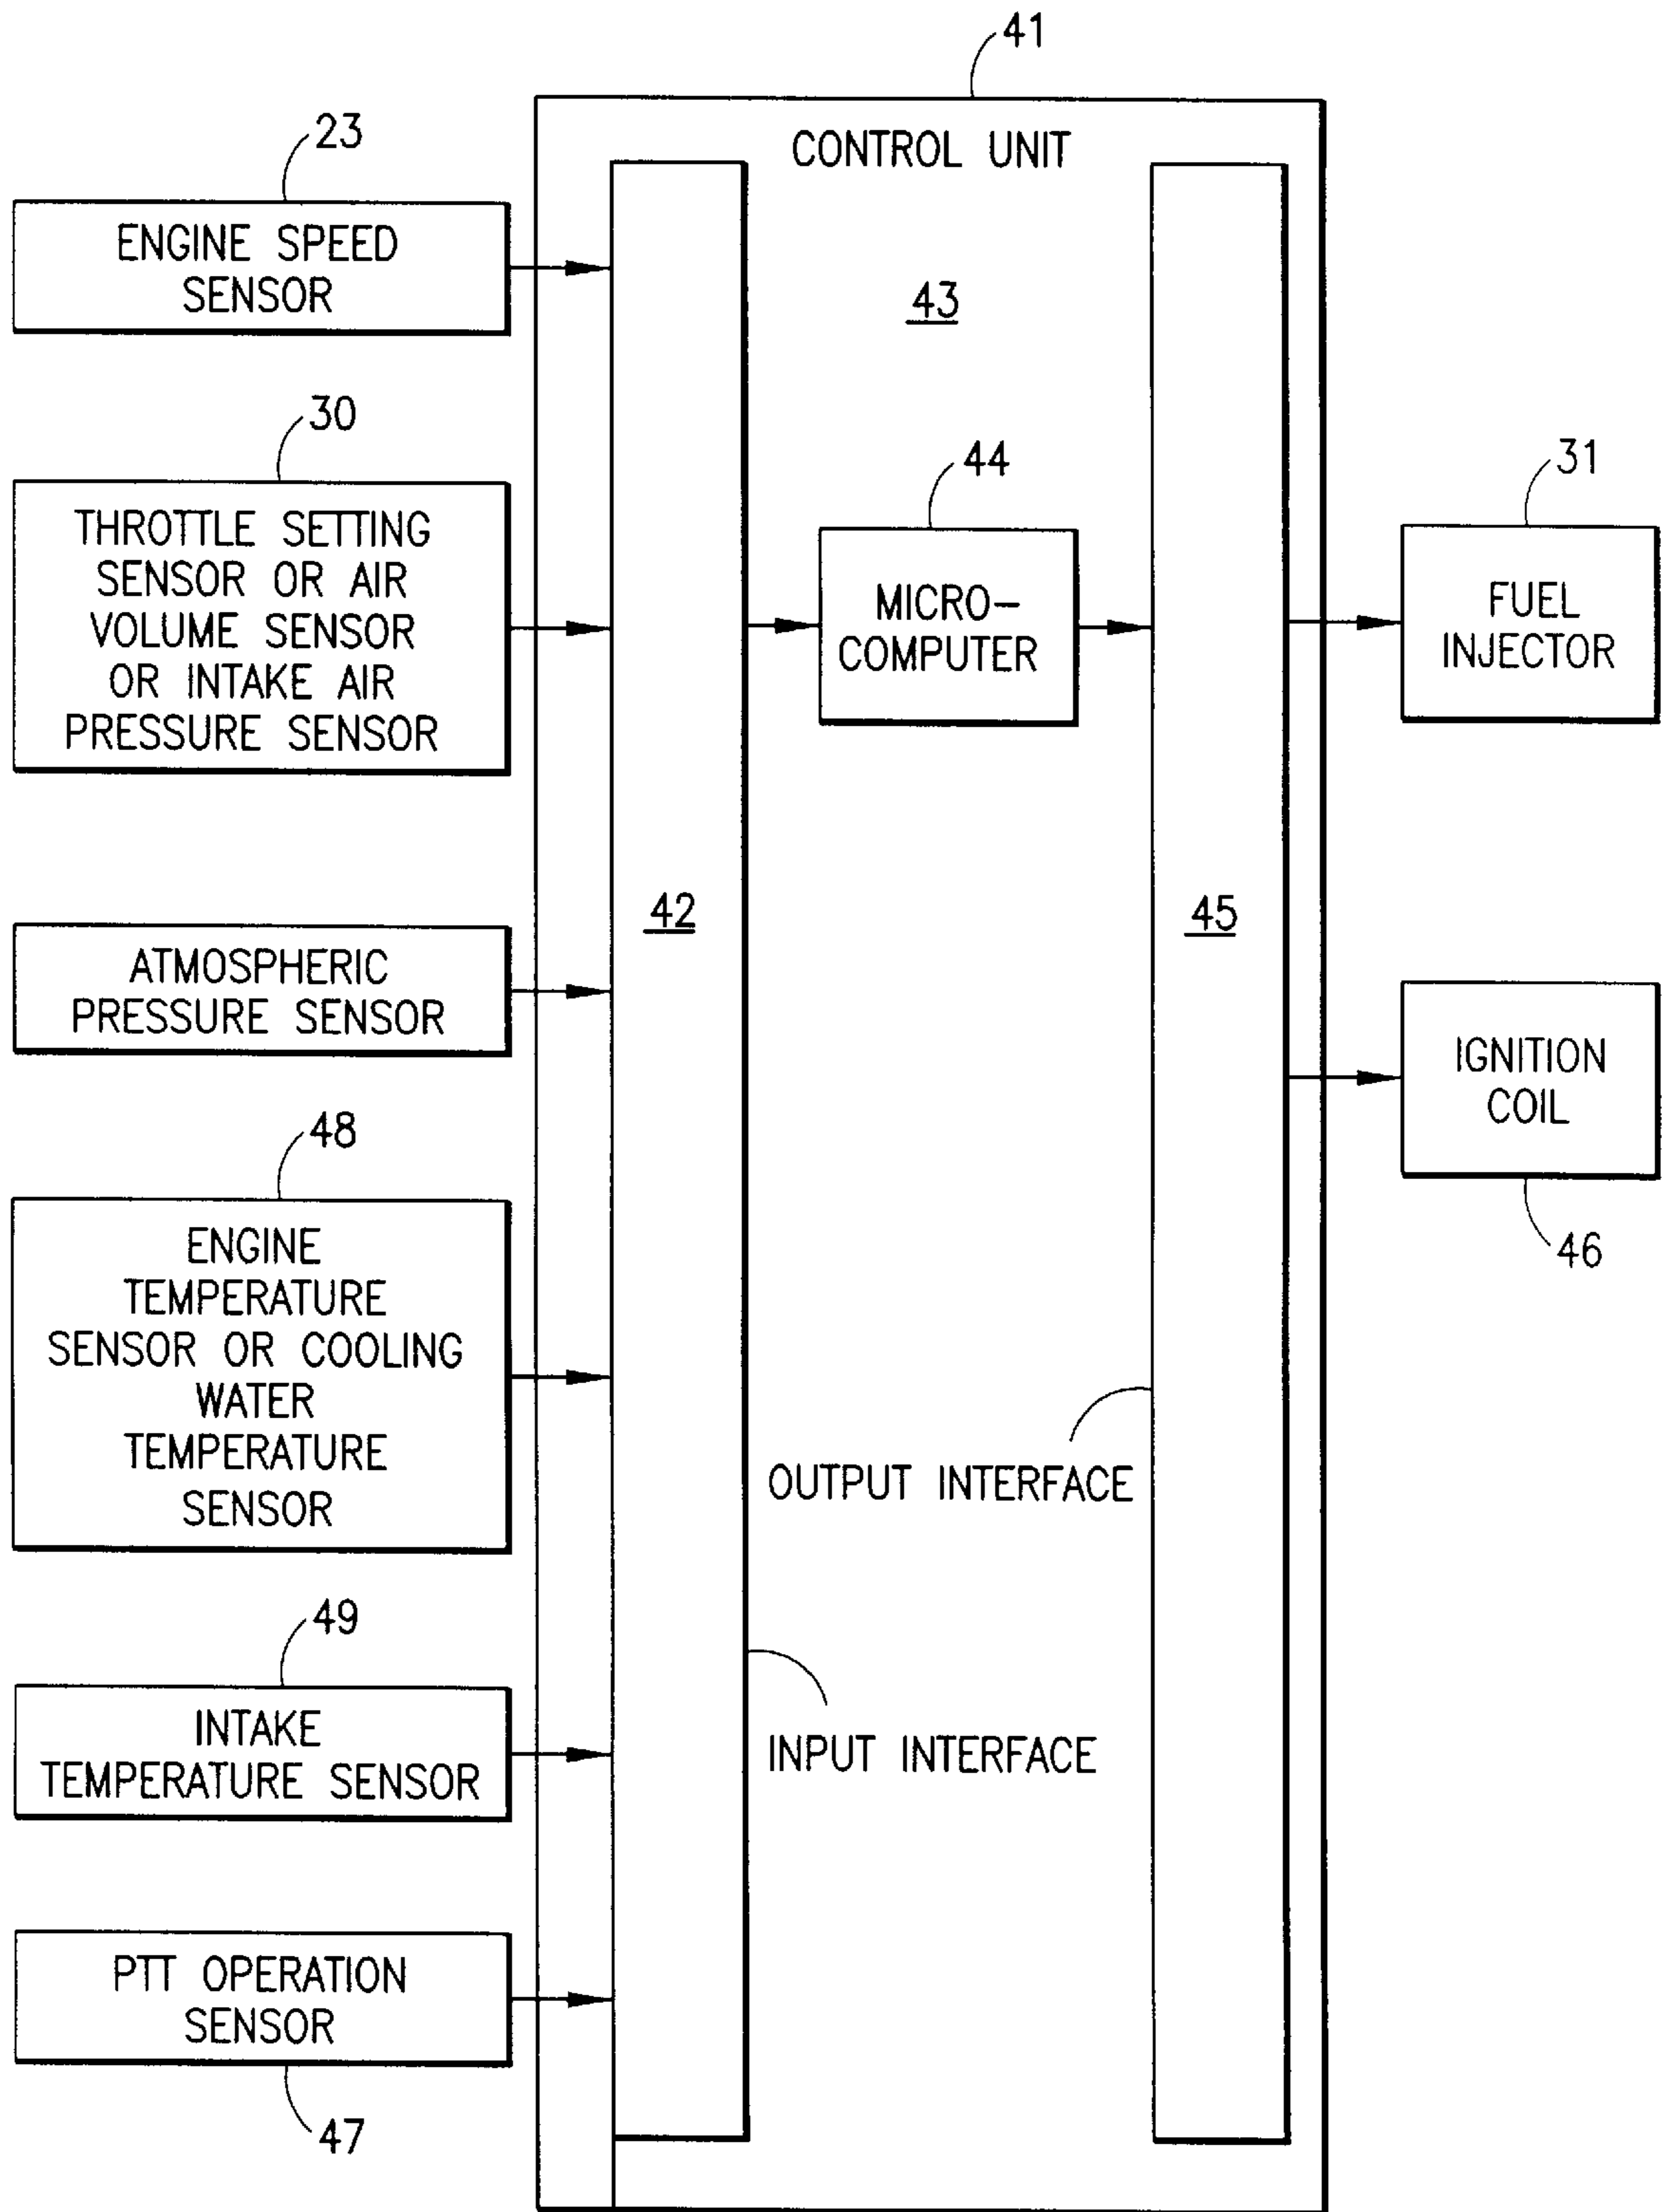 41
CONTROL UNIT
23
ENGINE SPEED
SENSOR
43
30
THROTTLE SETTING
SENSOR OR AIR
VOLUME SENSOR
OR INTAKE AIR
PRESSURE SENSOR
44
MICRO-
COMPUTER
31
FUEL
INJECTOR
42
45
ATMOSPHERIC
PRESSURE SENSOR
IGNITION
COIL
46
48
ENGINE
TEMPERATURE
SENSOR OR COOLING
WATER
TEMPERATURE
SENSOR
OUTPUT INTERFACE
49
INTAKE
TEMPERATURE SENSOR
INPUT INTERFACE
PTT OPERATION
SENSOR
47